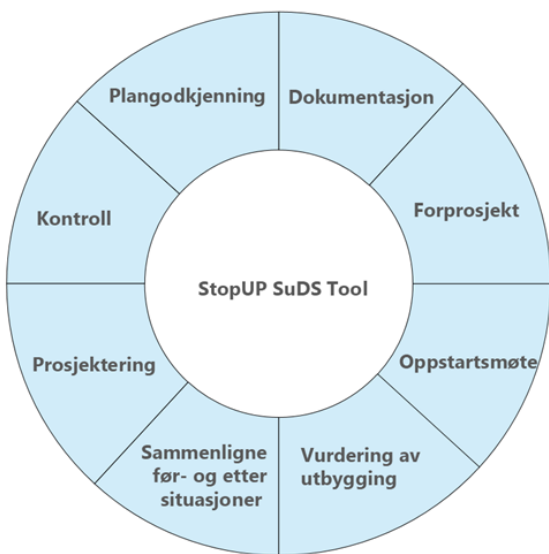 Plangodkjenning
Dokumentasjon
Kontroll
Forprosjekt
StopUP SuDS Tool
Prosjektering
Oppstartsmøte
Sammenligne
før- og etter
situasjoner
Vurdering av
utbygging